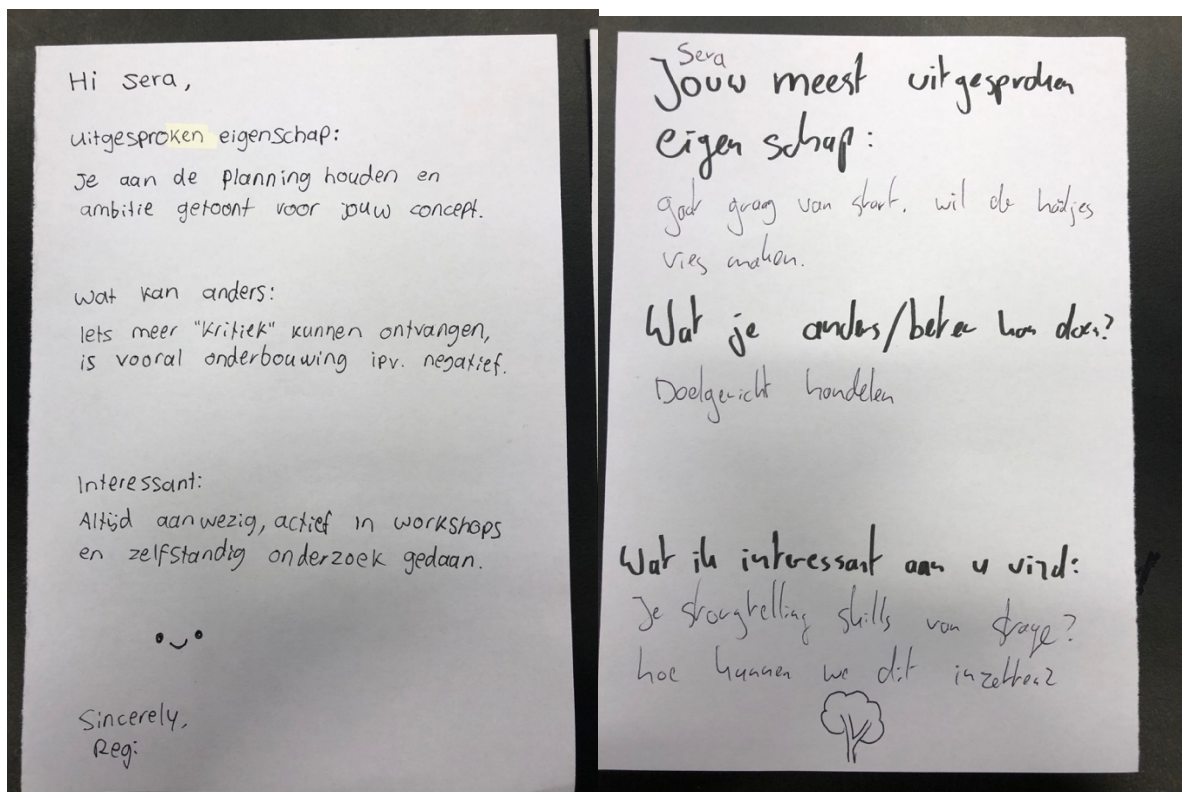 Hi Sera,
uitgesproken eigenschap:
Je aan de planning houden en
ambitie getoont voor jouw concept.
Wat kan anders:
Iets meer "kritiek" kunnen ontvangen,
is vooral onderbouwing ipv. negatief.
Interessant:
Altijd aanwezig, actief in workshops
en zelfstandig onderzoek gedaan.
Sincerely,
Regi
Sera
Jouw meest uitgesproken
eigenschap:
gaat graag van start. wil de handjes
vies maken.
Wat je anders/beter kan doen?
Doelgericht handelen
Wat ik interessant aan u vind:
Je storytelling skills van stage?
hoe kunnen we dit inzetten?